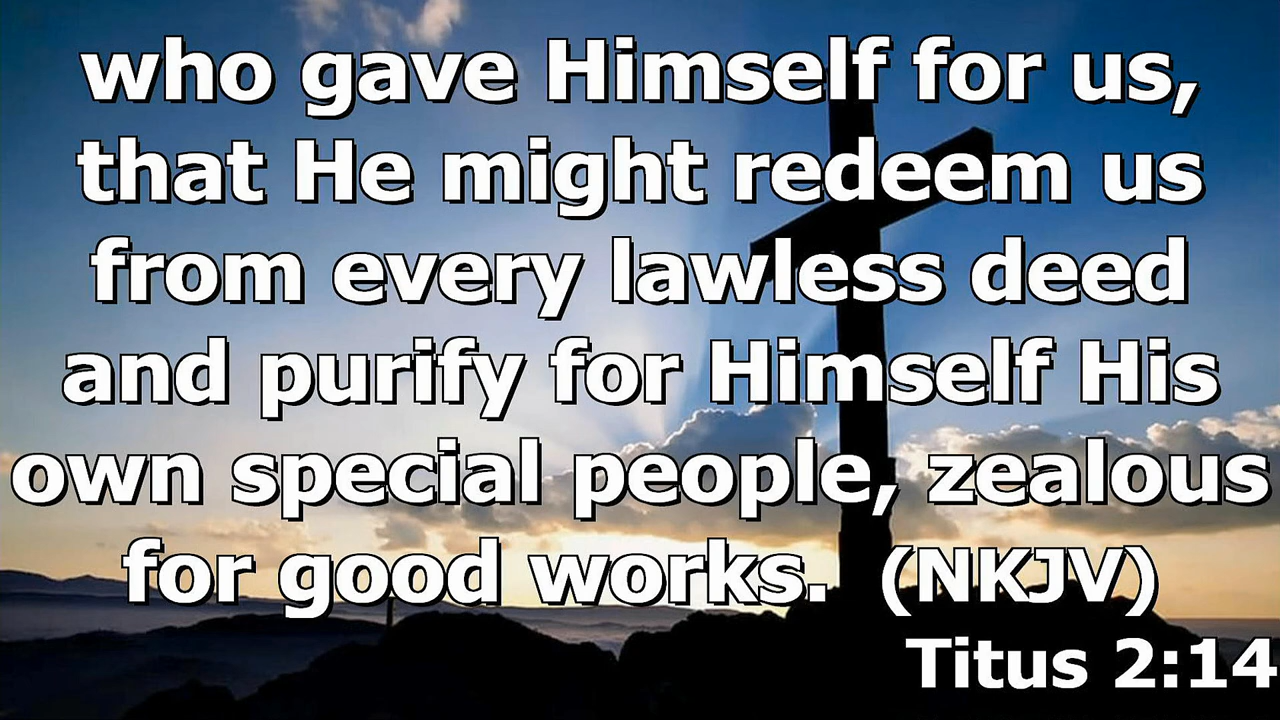 who gave Himself for us,
that He might redeem us
from every lawless deed
and purify for Himself His
own special people, zealous
for good works. (NKJV)
Titus 2:14